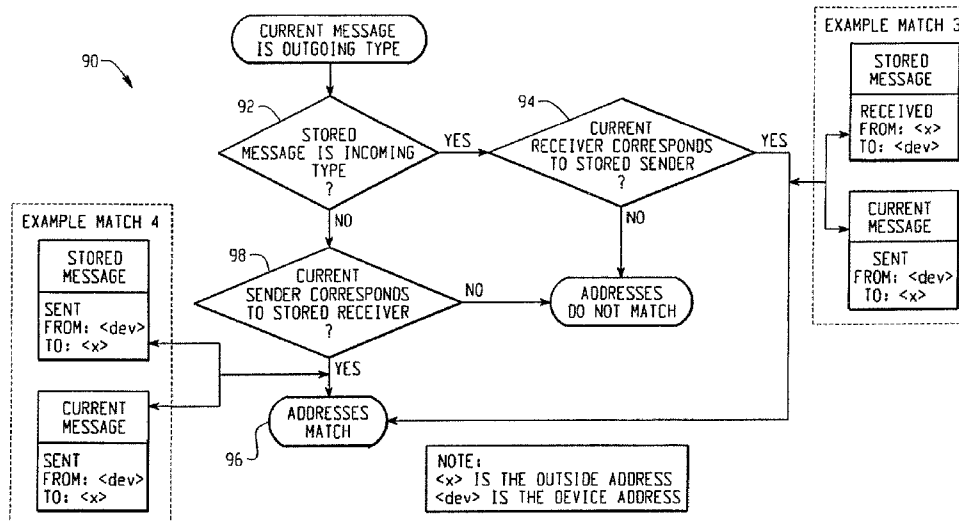 CURRENT MESSAGE
IS OUTGOING TYPE
90
92
STORED
MESSAGE IS INCOMING
TYPE
?
YES
NO
94
CURRENT
RECEIVER CORRESPONDS
TO STORED SENDER
?
YES
NO
EXAMPLE MATCH 3
STORED
MESSAGE
RECEIVED
FROM: <x>
TO: <dev>
CURRENT
MESSAGE
SENT
FROM: <dev>
TO: <x>
EXAMPLE MATCH 4
STORED
MESSAGE
SENT
FROM: <dev>
TO: <x>
CURRENT
MESSAGE
SENT
FROM: <dev>
TO: <x>
98
CURRENT
SENDER CORRESPONDS
TO STORED RECEIVER
?
NO
YES
ADDRESSES
DO NOT MATCH
ADDRESSES
MATCH
96
NOTE:
<x> IS THE OUTSIDE ADDRESS
<dev> IS THE DEVICE ADDRESS